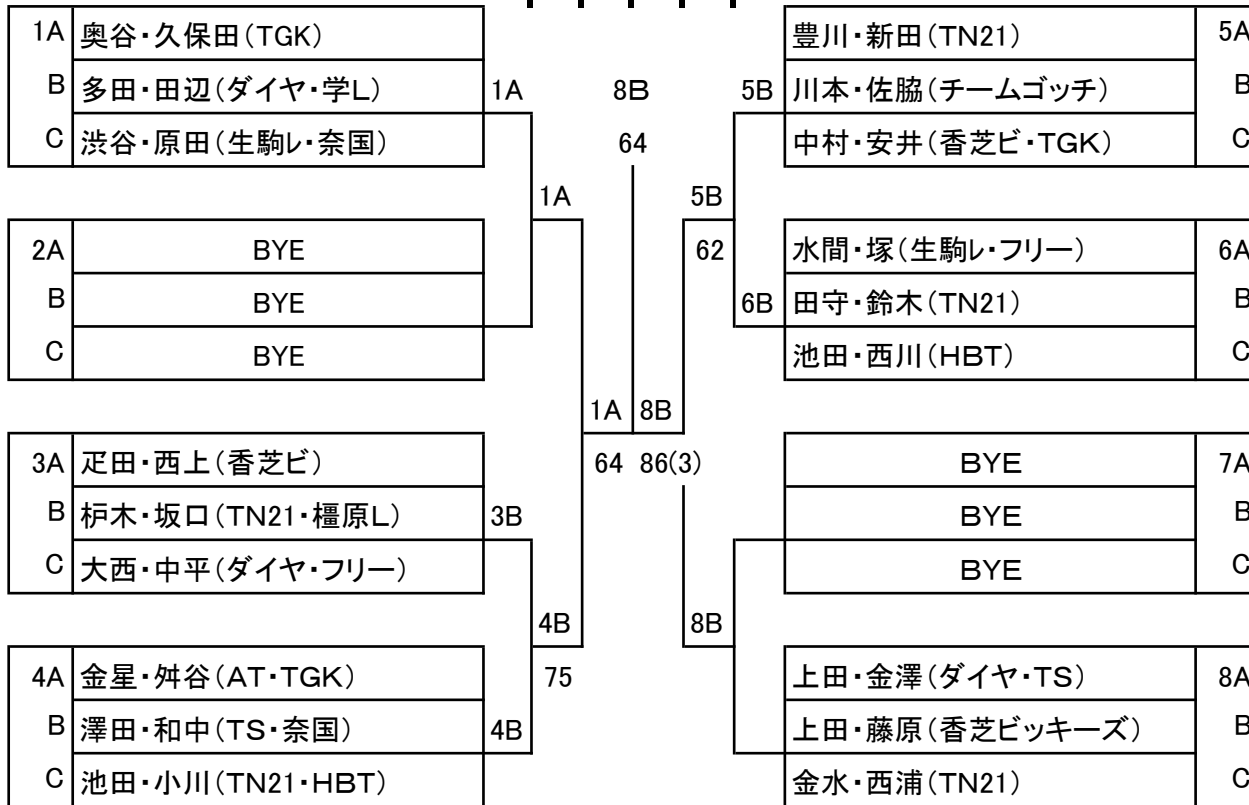 1A 奥谷・久保田(TGK)
B 多田・田辺(ダイヤ・学L)
C 渋谷・原田(生駒レ・奈国)
1A
2A BYE
B BYE
C BYE
1A
3A 疋田・西上(香芝ビ)
B 枦木・坂口(TN21・橿原L)
C 大西・中平(ダイヤ・フリー)
3B
4A 金星・舛谷(AT・TGK)
B 澤田・和中(TS・奈国)
C 池田・小川(TN21・HBT)
4B
4B
75
8B
64
1A 8B
64 86(3)
豊川・新田(TN21) 5A
川本・佐脇(チームゴッチ) B
中村・安井(香芝ビ・TGK) C
5B
5B
62
水間・塚(生駒レ・フリー) 6A
田守・鈴木(TN21) B
池田・西川(HBT) C
6B
BYE 7A
BYE B
BYE C
8B
上田・金澤(ダイヤ・TS) 8A
上田・藤原(香芝ビッキーズ) B
金水・西浦(TN21) C